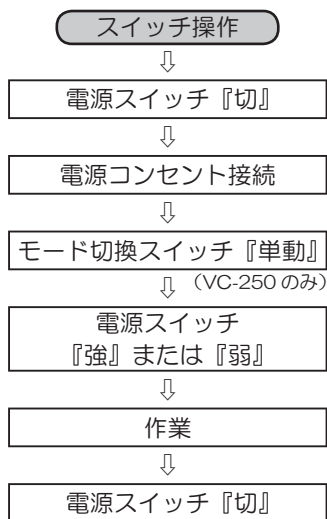 スイッチ操作
⇩
電源スイッチ『切』
⇩
電源コンセント接続
⇩
モード切換スイッチ『単動』
⇩ (VC-250 のみ)
電源スイッチ
『強』または『弱』
⇩
作業
⇩
電源スイッチ『切』